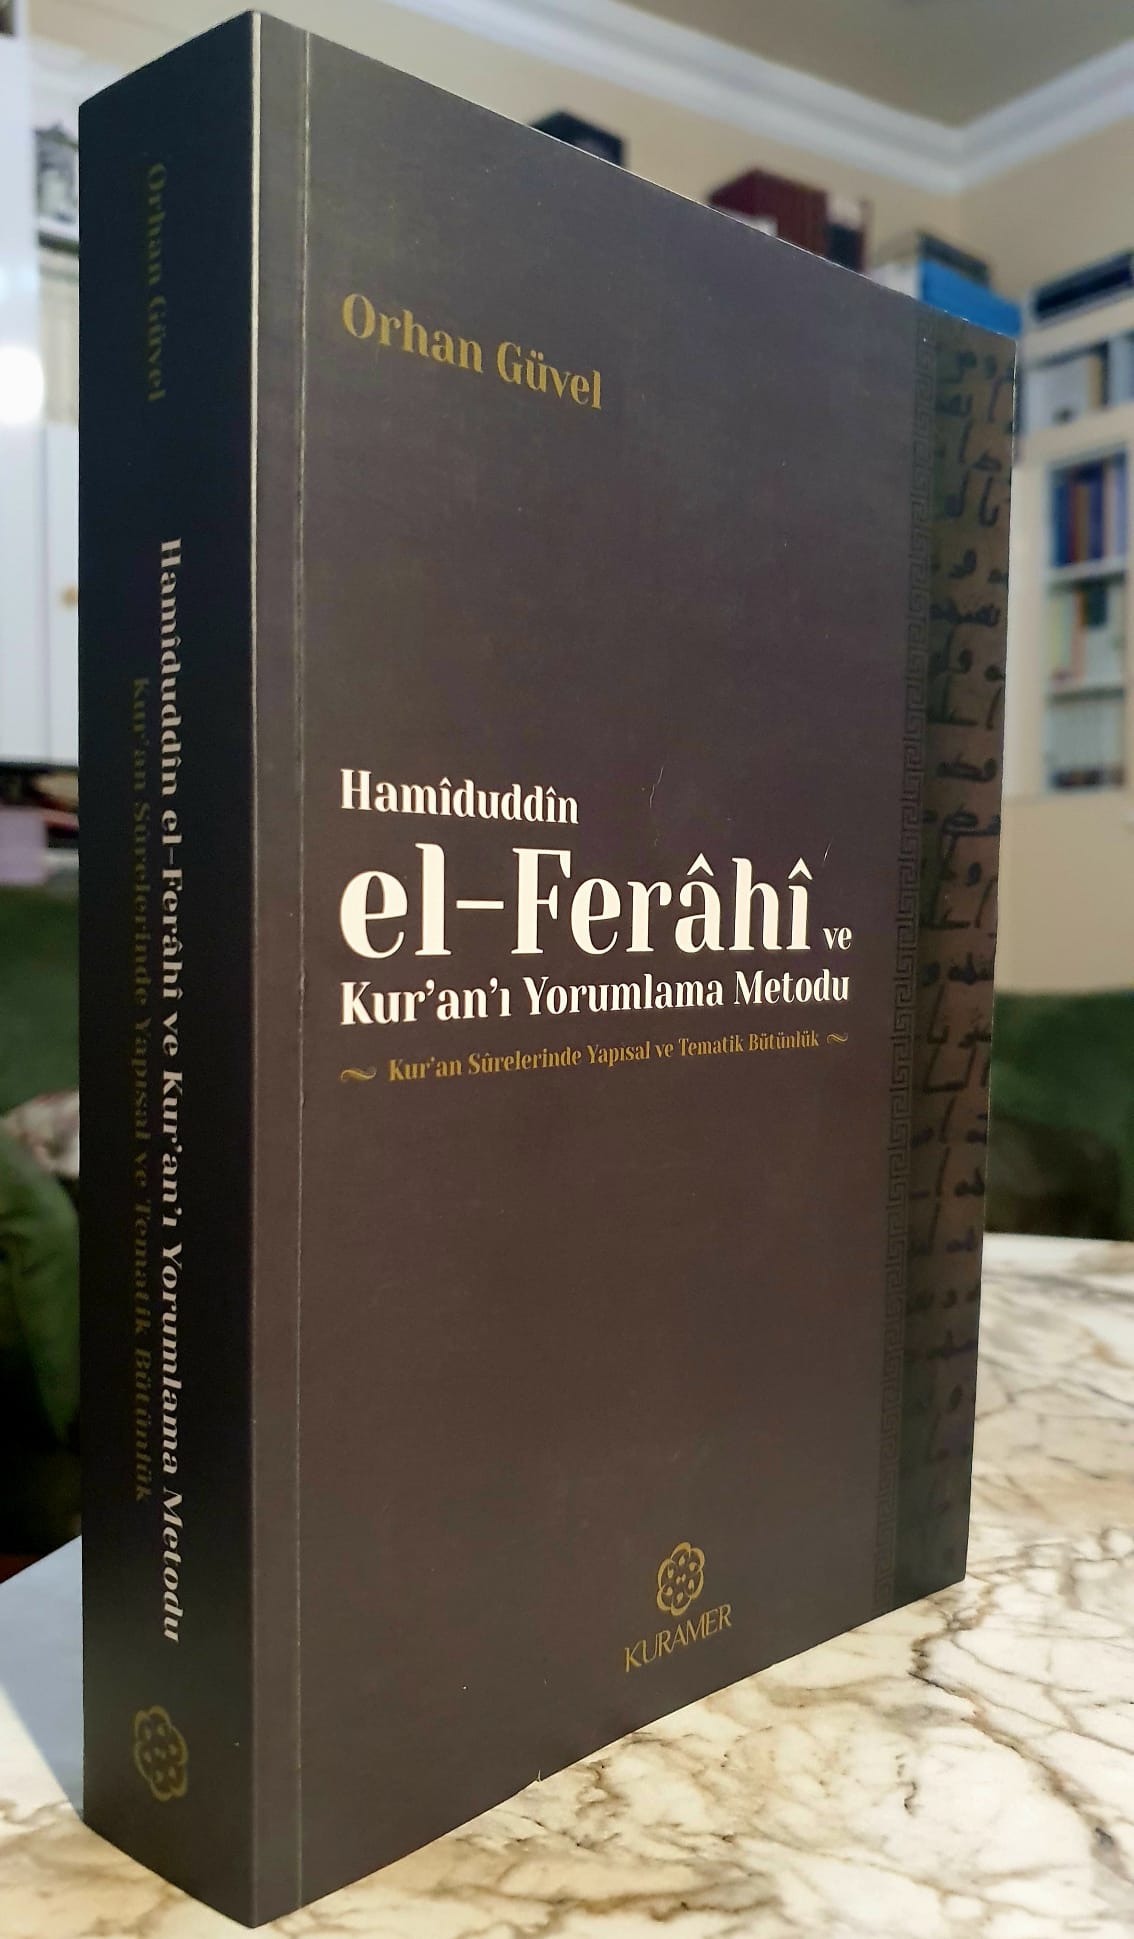 Orhan Güvel
Hamîduddîn
el-Ferâhî ve
Kur'an'ı Yorumlama Metodu
Kur'an Sûrelerinde Yapısal ve Tematik Bütünlük
KURAMER
Orhan Güvel
Hamîduddîn el-Ferâhî ve Kur'an'ı Yorumlama Metodu
Kur'an Sûrelerinde Yapısal ve Tematik Bütünlük